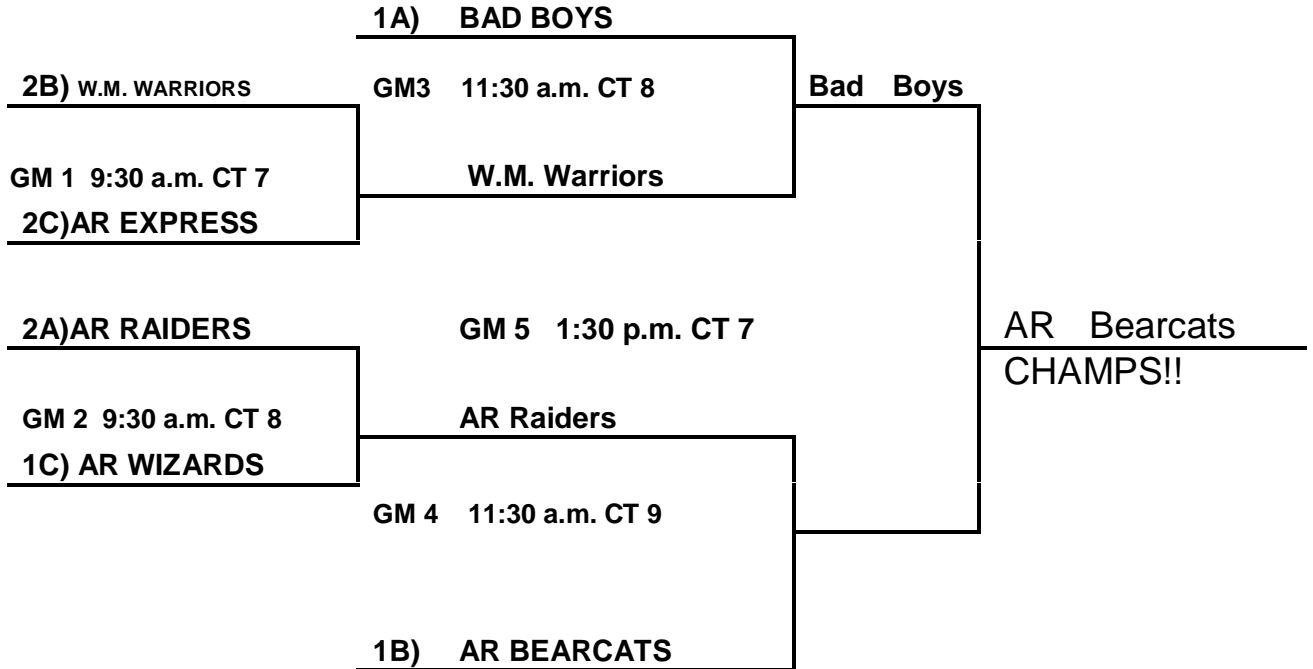 1A) BAD BOYS
2B) W.M. WARRIORS
GM3 11:30 a.m. CT 8
Bad Boys
GM 1 9:30 a.m. CT 7
W.M. Warriors
2C)AR EXPRESS
2A)AR RAIDERS
GM 5 1:30 p.m. CT 7
AR Bearcats
CHAMPS!!
GM 2 9:30 a.m. CT 8
AR Raiders
1C) AR WIZARDS
GM 4 11:30 a.m. CT 9
1B) AR BEARCATS